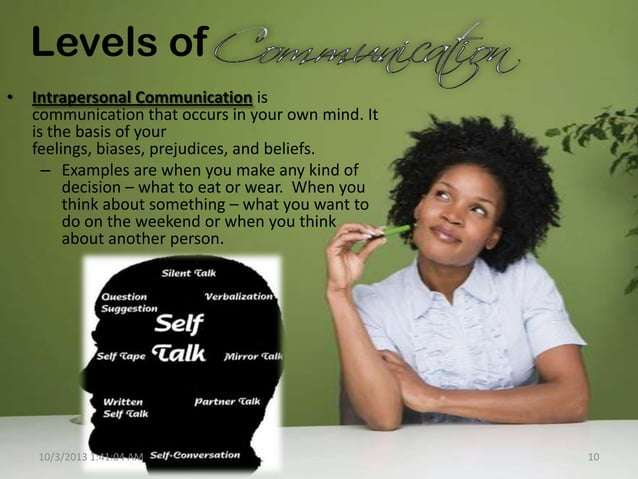 Levels of Communication
• Intrapersonal Communication is
communication that occurs in your own mind. It
is the basis of your
feelings, biases, prejudices, and beliefs.
– Examples are when you make any kind of
decision – what to eat or wear.  When you
think about something – what you want to
do on the weekend or when you think
about another person.
Silent Talk
Question Verbalization
Suggestion
Self
Talk
Self Tape Mirror Talk
Written Partner Talk
Self Talk
Self-Conversation
10/3/2013 1:41:04 AM 10